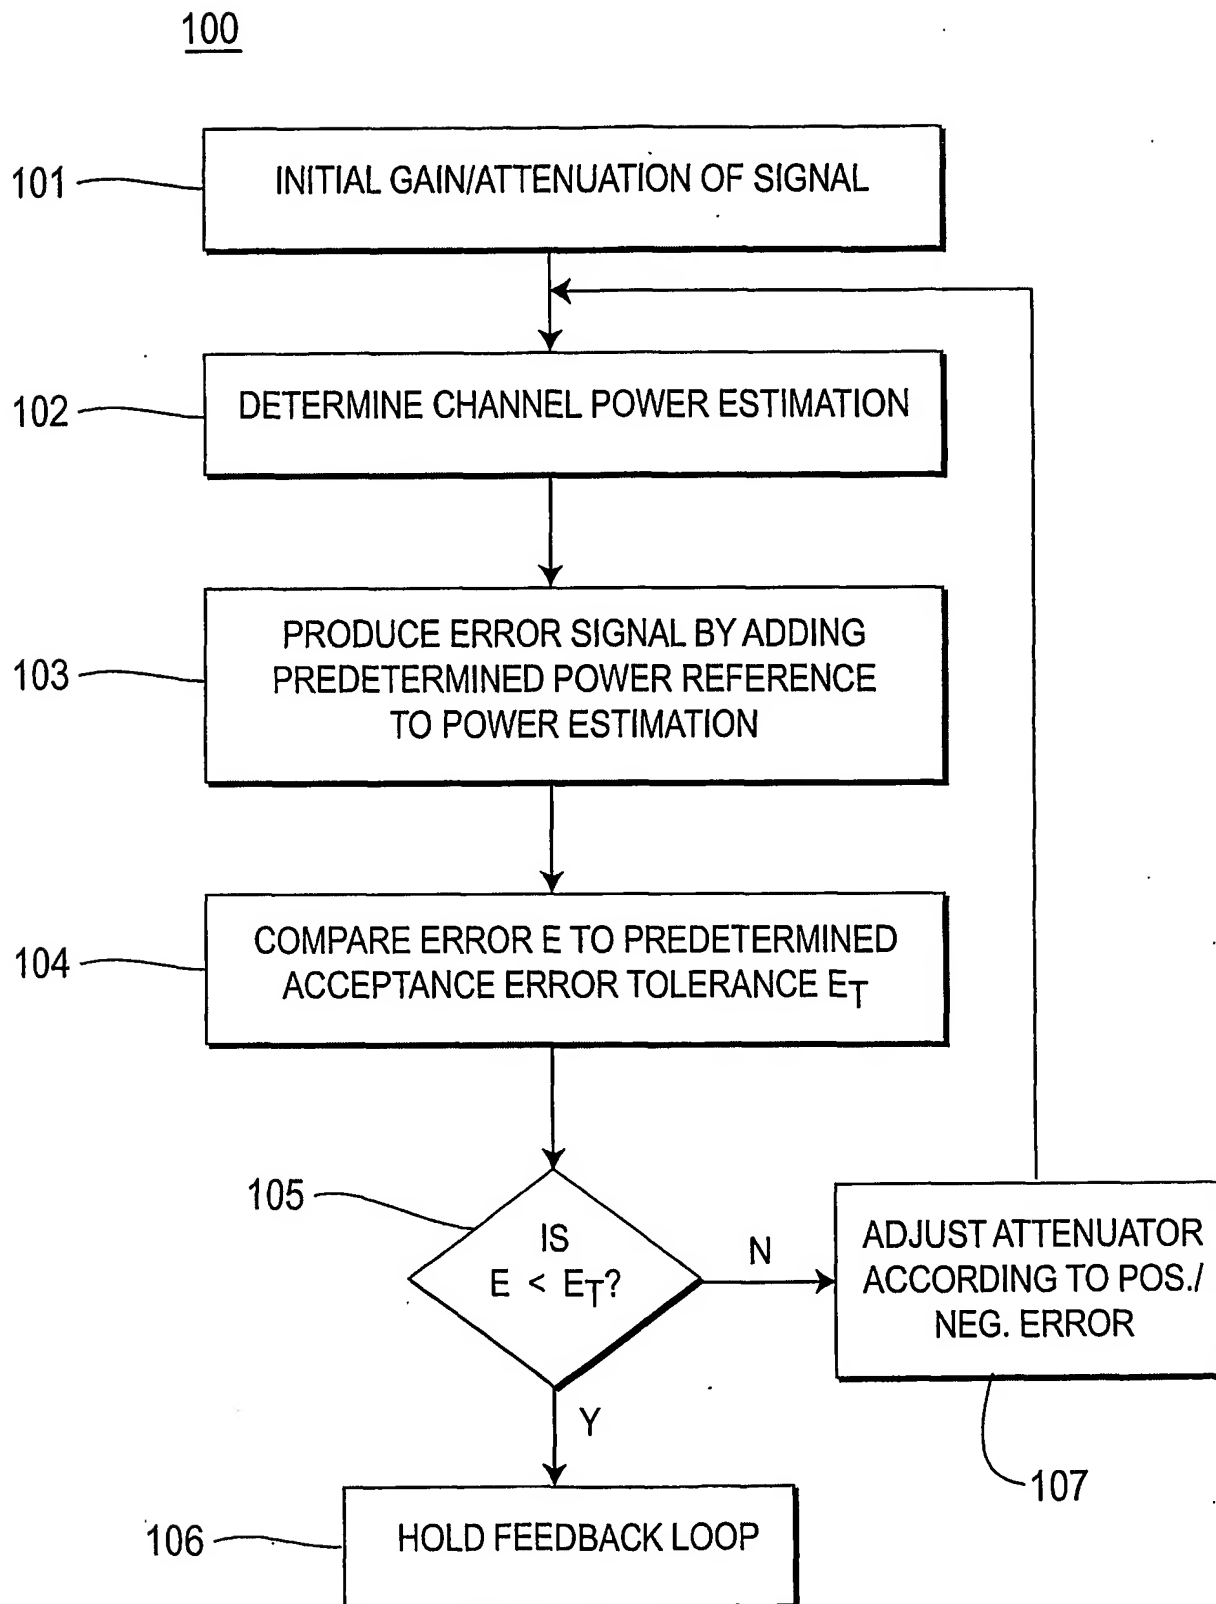 100
101
INITIAL GAIN/ATTENUATION OF SIGNAL
102
DETERMINE CHANNEL POWER ESTIMATION
103
PRODUCE ERROR SIGNAL BY ADDING
PREDETERMINED POWER REFERENCE
TO POWER ESTIMATION
104
COMPARE ERROR E TO PREDETERMINED
ACCEPTANCE ERROR TOLERANCE ET
105
IS
E < ET?
N
ADJUST ATTENUATOR
ACCORDING TO POS./
NEG. ERROR
107
Y
106
HOLD FEEDBACK LOOP